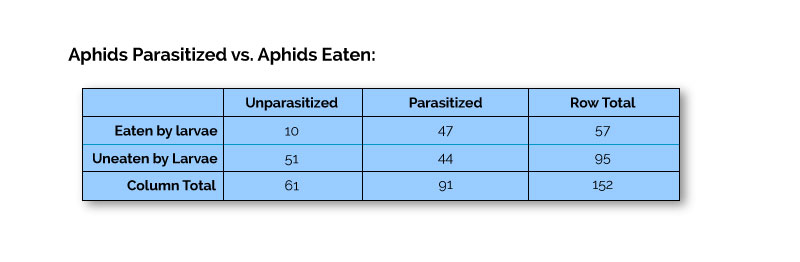 Aphids Parasitized vs. Aphids Eaten:
Unparasitized Parasitized Row Total
Eaten by larvae 10 47 57
Uneaten by Larvae 51 44 95
Column Total 61 91 152